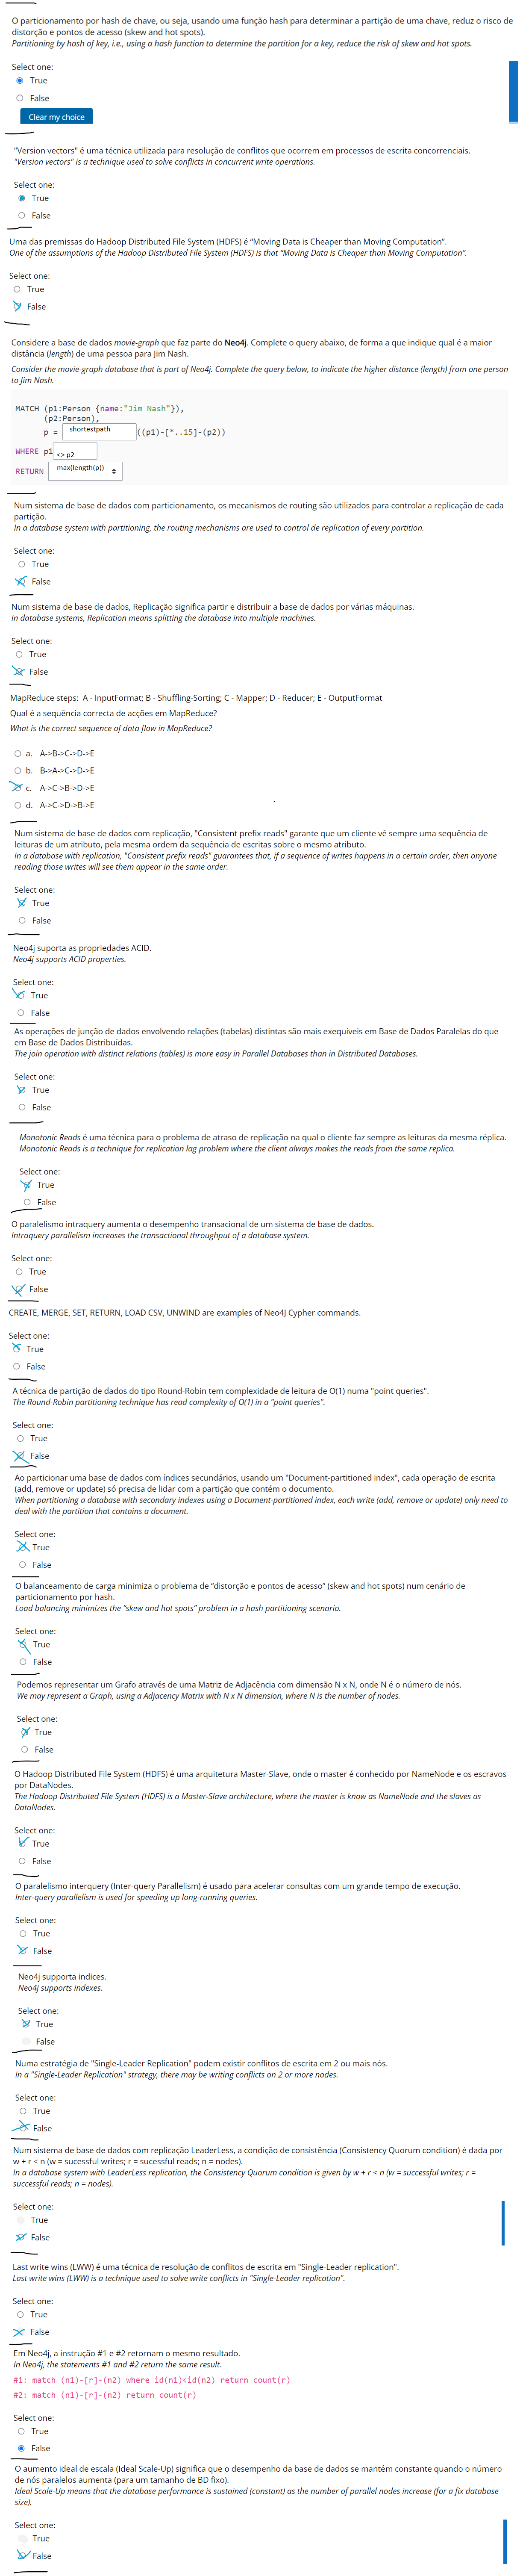 O particionamento por hash de chave, ou seja, usando uma função hash para determinar a partição de uma chave, reduz o risco de
distorção e pontos de acesso (skew and hot spots).
Partitioning by hash of key, i.e., using a hash function to determine the partition for a key, reduce the risk of skew and hot spots.
Select one:
True
False
Clear my choice
"Version vectors" é uma técnica utilizada para resolução de conflitos que ocorrem em processos de escrita concorrenciais.
"Version vectors" is a technique used to solve conflicts in concurrent write operations.
Select one:
True
False
Uma das premissas do Hadoop Distributed File System (HDFS) é "Moving Data is Cheaper than Moving Computation".
One of the assumptions of the Hadoop Distributed File System (HDFS) is that "Moving Data is Cheaper than Moving Computation".
Select one:
True
False
Considere a base de dados movie-graph que faz parte do Neo4j. Complete o query abaixo, de forma a que indique qual é a maior
distância (length) de uma pessoa para Jim Nash.
Consider the movie-graph database that is part of Neo4j. Complete the query below, to indicate the higher distance (length) from one person
to Jim Nash.
MATCH (p1:Person {name:"Jim Nash"}),
(p2:Person),
p = shortestpath ((p1)-[*..15]-(p2))
WHERE p1 <> p2
RETURN max(length(p))
Num sistema de base de dados com particionamento, os mecanismos de routing são utilizados para controlar a replicação de cada
partição.
In a database system with partitioning, the routing mechanisms are used to control de replication of every partition.
Select one:
True
False
Num sistema de base de dados, Replicação significa partir e distribuir a base de dados por várias máquinas.
In database systems, Replication means splitting the database into multiple machines.
Select one:
True
False
MapReduce steps: A - InputFormat; B - Shuffling-Sorting; C - Mapper; D - Reducer; E - OutputFormat
Qual é a sequência correcta de acções em MapReduce?
What is the correct sequence of data flow in MapReduce?
a. A->B->C->D->E
b. B->A->C->D->E
c. A->C->B->D->E
d. A->C->D->B->E
Num sistema de base de dados com replicação, "Consistent prefix reads" garante que um cliente vê sempre uma sequência de
leituras de um atributo, pela mesma ordem da sequência de escritas sobre o mesmo atributo.
In a database with replication, "Consistent prefix reads" guarantees that, if a sequence of writes happens in a certain order, then anyone
reading those writes will see them appear in the same order.
Select one:
True
False
Neo4j suporta as propriedades ACID.
Neo4j supports ACID properties.
Select one:
True
False
As operações de junção de dados envolvendo relações (tabelas) distintas são mais exequíveis em Base de Dados Paralelas do que
em Base de Dados Distribuídas.
The join operation with distinct relations (tables) is more easy in Parallel Databases than in Distributed Databases.
Select one:
True
False
Monotonic Reads é uma técnica para o problema de atraso de replicação na qual o cliente faz sempre as leituras da mesma réplica.
Monotonic Reads is a technique for replication lag problem where the client always makes the reads from the same replica.
Select one:
True
False
O paralelismo intraquery aumenta o desempenho transacional de um sistema de base de dados.
Intraquery parallelism increases the transactional throughput of a database system.
Select one:
True
False
CREATE, MERGE, SET, RETURN, LOAD CSV, UNWIND are examples of Neo4J Cypher commands.
Select one:
True
False
A técnica de partição de dados do tipo Round-Robin tem complexidade de leitura de O(1) numa "point queries".
The Round-Robin partitioning technique has read complexity of O(1) in a "point queries".
Select one:
True
False
Ao particionar uma base de dados com índices secundários, usando um "Document-partitioned index", cada operação de escrita
(add, remove or update) só precisa de lidar com a partição que contém o documento.
When partitioning a database with secondary indexes using a Document-partitioned index, each write (add, remove or update) only need to
deal with the partition that contains a document.
Select one:
True
False
O balanceamento de carga minimiza o problema de "distorção e pontos de acesso" (skew and hot spots) num cenário de
particionamento por hash.
Load balancing minimizes the "skew and hot spots" problem in a hash partitioning scenario.
Select one:
True
False
Podemos representar um Grafo através de uma Matriz de Adjacência com dimensão N x N, onde N é o número de nós.
We may represent a Graph, using a Adjacency Matrix with N x N dimension, where N is the number of nodes.
Select one:
True
False
O Hadoop Distributed File System (HDFS) é uma arquitetura Master-Slave, onde o master é conhecido por NameNode e os escravos
por DataNodes.
The Hadoop Distributed File System (HDFS) is a Master-Slave architecture, where the master is know as NameNode and the slaves as
DataNodes.
Select one:
True
False
O paralelismo interquery (Inter-query Parallelism) é usado para acelerar consultas com um grande tempo de execução.
Inter-query parallelism is used for speeding up long-running queries.
Select one:
True
False
Neo4j supporta indices.
Neo4j supports indexes.
Select one:
True
False
Numa estratégia de "Single-Leader Replication" podem existir conflitos de escrita em 2 ou mais nós.
In a "Single-Leader Replication" strategy, there may be writing conflicts on 2 or more nodes.
Select one:
True
False
Num sistema de base de dados com replicação LeaderLess, a condição de consistência (Consistency Quorum condition) é dada por
w + r < n (w = sucessful writes; r = sucessful reads; n = nodes).
In a database system with LeaderLess replication, the Consistency Quorum condition is given by w + r < n (w = successful writes; r =
successful reads; n = nodes).
Select one:
True
False
Last write wins (LWW) é uma técnica de resolução de conflitos de escrita em "Single-Leader replication".
Last write wins (LWW) is a technique used to solve write conflicts in "Single-Leader replication".
Select one:
True
False
Em Neo4j, a instrução #1 e #2 retornam o mesmo resultado.
In Neo4j, the statements #1 and #2 return the same result.
#1: match (n1)-[r]-(n2) where id(n1)<id(n2) return count(r)
#2: match (n1)-[r]-(n2) return count(r)
Select one:
True
False
O aumento ideal de escala (Ideal Scale-Up) significa que o desempenho da base de dados se mantém constante quando o número
de nós paralelos aumenta (para um tamanho de BD fixo).
Ideal Scale-Up means that the database performance is sustained (constant) as the number of parallel nodes increase (for a fix database
size).
Select one:
True
False